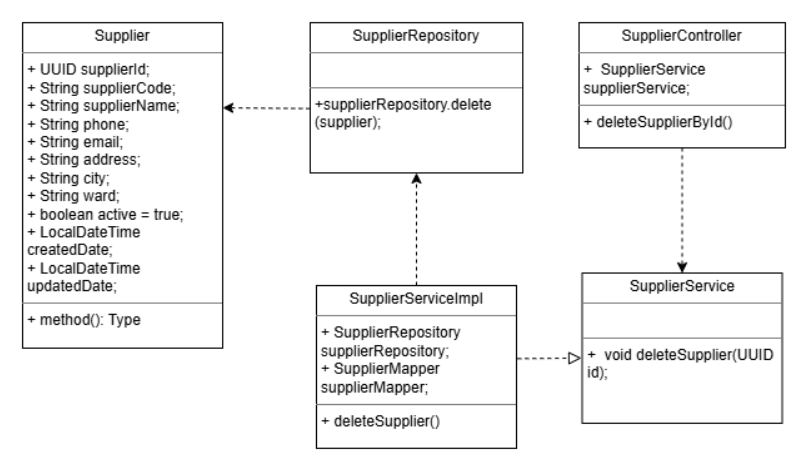 Supplier
+ UUID supplierId;
+ String supplierCode;
+ String supplierName;
+ String phone;
+ String email;
+ String address;
+ String city;
+ String ward;
+ boolean active = true;
+ LocalDateTime
createdDate;
+ LocalDateTime
updatedDate;
+ method(): Type
SupplierRepository
+supplierRepository.delete
(supplier);
SupplierController
+ SupplierService
supplierService;
+ deleteSupplierById()
SupplierServiceImpl
+ SupplierRepository
supplierRepository;
+ SupplierMapper
supplierMapper;
+ deleteSupplier()
SupplierService
+ void deleteSupplier(UUID
id);